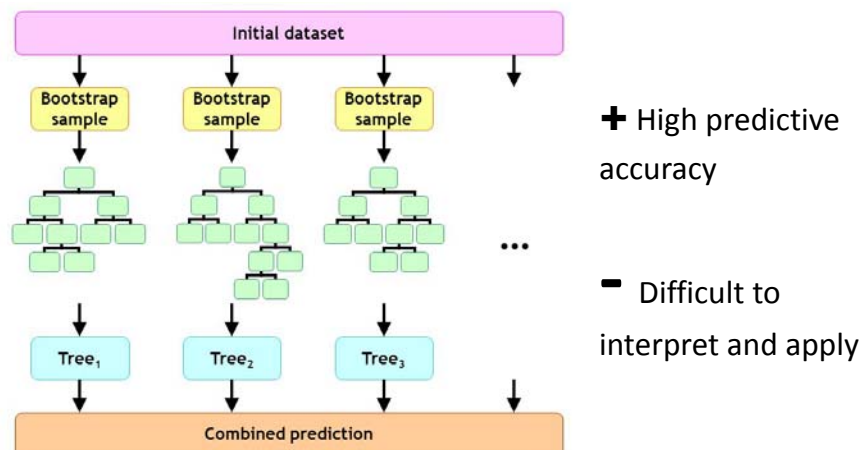 Initial dataset
Bootstrap
sample
Bootstrap
sample
Bootstrap
sample
+ High predictive
accuracy
...
- Difficult to
interpret and apply
Tree₁
Tree₂
Tree₃
Combined prediction